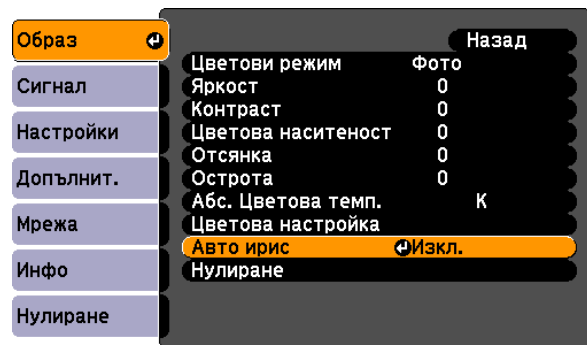 Образ
Сигнал
Настройки
Допълнит.
Мрежа
Инфо
Нулиране
Назад
Цветови режим Фото
Яркост 0
Контраст 0
Цветова наситеност 0
Отсянка 0
Острота 0
Абс. Цветова темп. K
Цветова настройка
Авто ирис Изкл.
Нулиране